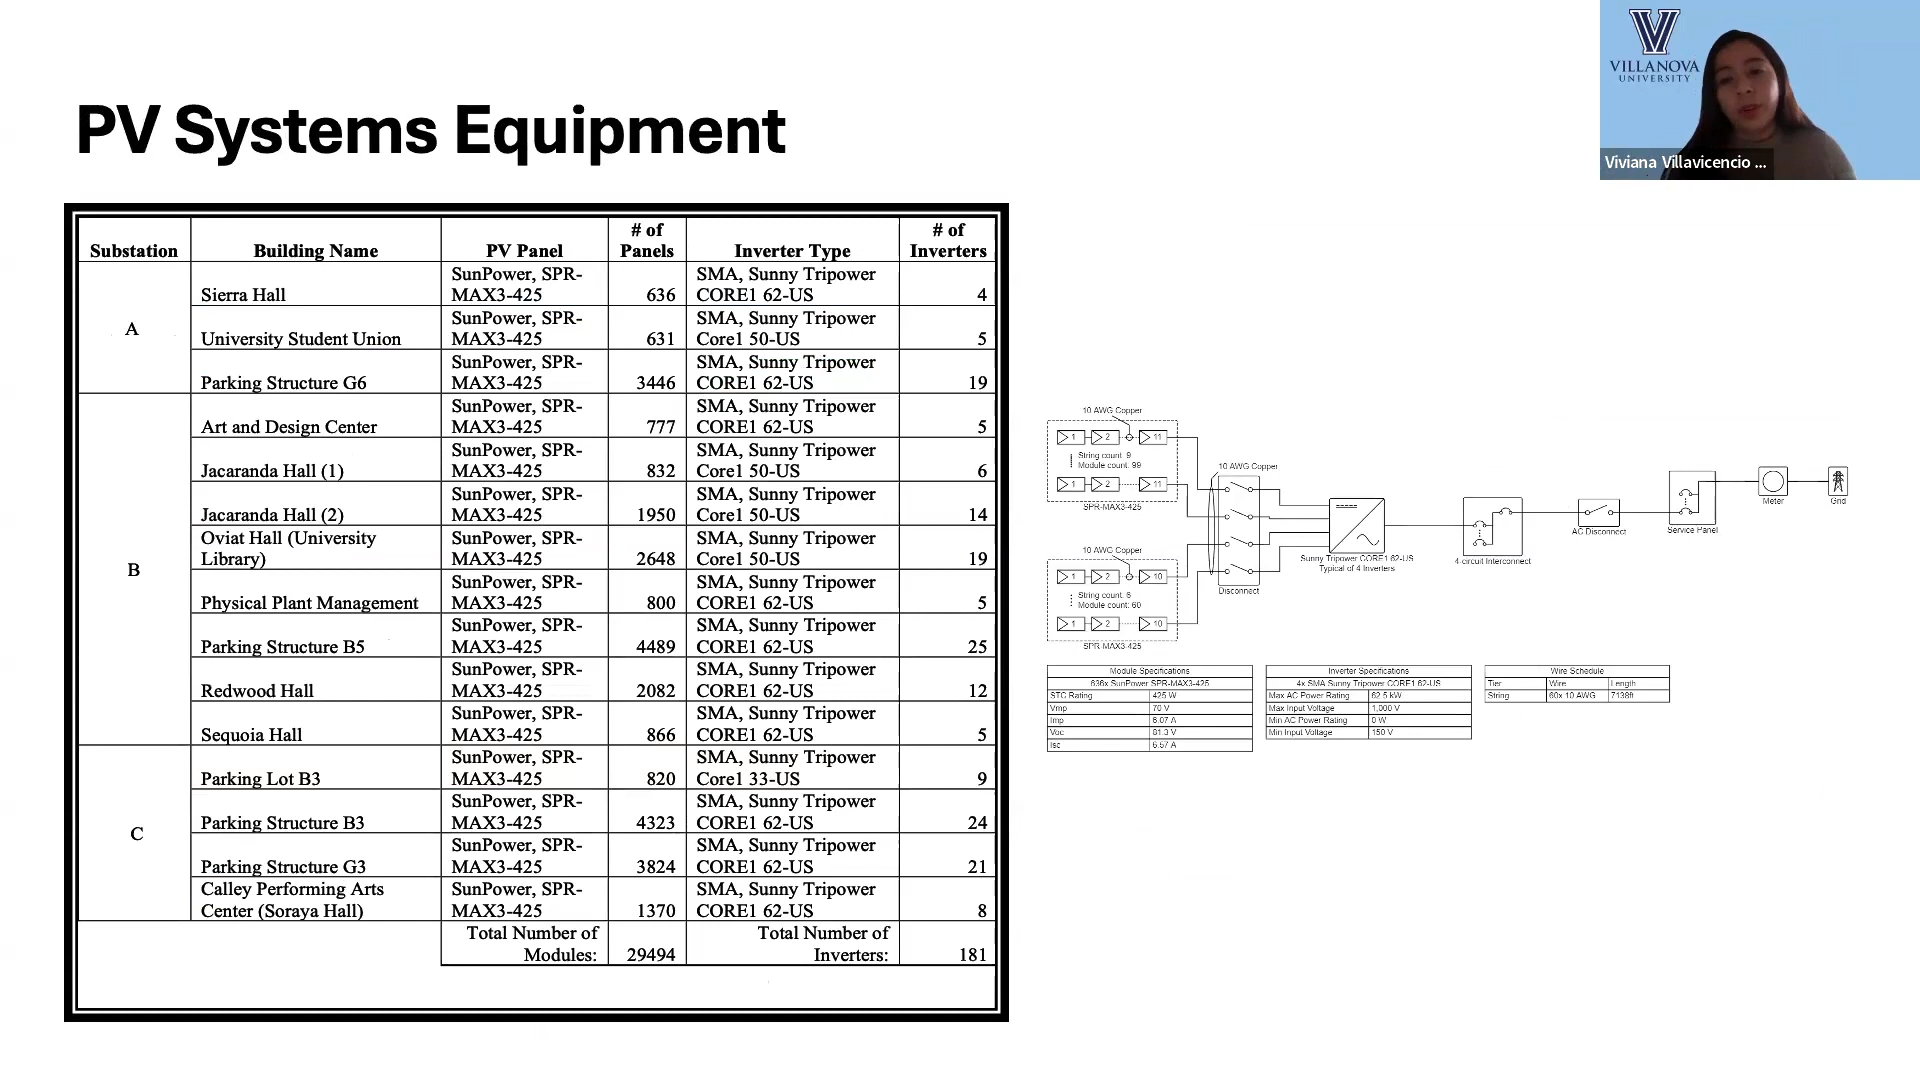 VILLANOVA
UNIVERSITY
Viviana Villavicencio ...
PV Systems Equipment
Substation Building Name PV Panel # of Panels Inverter Type # of Inverters
A
Sierra Hall SunPower, SPR-MAX3-425 636 SMA, Sunny Tripower CORE1 62-US 4
University Student Union SunPower, SPR-MAX3-425 631 SMA, Sunny Tripower Core1 50-US 5
Parking Structure G6 SunPower, SPR-MAX3-425 3446 SMA, Sunny Tripower CORE1 62-US 19
B
Art and Design Center SunPower, SPR-MAX3-425 777 SMA, Sunny Tripower CORE1 62-US 5
Jacaranda Hall (1) SunPower, SPR-MAX3-425 832 SMA, Sunny Tripower Core1 50-US 6
Jacaranda Hall (2) SunPower, SPR-MAX3-425 1950 SMA, Sunny Tripower Core1 50-US 14
Oviat Hall (University Library) SunPower, SPR-MAX3-425 2648 SMA, Sunny Tripower Core1 50-US 19
Physical Plant Management SunPower, SPR-MAX3-425 800 SMA, Sunny Tripower CORE1 62-US 5
Parking Structure B5 SunPower, SPR-MAX3-425 4489 SMA, Sunny Tripower CORE1 62-US 25
Redwood Hall SunPower, SPR-MAX3-425 2082 SMA, Sunny Tripower CORE1 62-US 12
Sequoia Hall SunPower, SPR-MAX3-425 866 SMA, Sunny Tripower CORE1 62-US 5
C
Parking Lot B3 SunPower, SPR-MAX3-425 820 SMA, Sunny Tripower Core1 33-US 9
Parking Structure B3 SunPower, SPR-MAX3-425 4323 SMA, Sunny Tripower CORE1 62-US 24
Parking Structure G3 SunPower, SPR-MAX3-425 3824 SMA, Sunny Tripower CORE1 62-US 21
Calley Performing Arts Center (Soraya Hall) SunPower, SPR-MAX3-425 1370 SMA, Sunny Tripower CORE1 62-US 8
Total Number of Modules: 29494 Total Number of Inverters: 181
10 AWG Copper
1 2 11
String count: 9
Module count: 99
1 2 11
SPR-MAX3-425
10 AWG Copper
Disconnect
10 AWG Copper
1 2 10
String count: 6
Module count: 60
1 2 10
SPR-MAX3-425
Sunny Tripower CORE1 62-US
Typical of 4 Inverters
4-circuit Interconnect
AC Disconnect
Service Panel
Meter
Grid
Module Specifications
636x SunPower SPR-MAX3-425
STC Rating 425 W
Vmp 70 V
Imp 6.07 A
Voc 81.3 V
Isc 6.57 A
Inverter Specifications
4x SMA Sunny Tripower CORE1 62-US
Max AC Power Rating 62.5 kW
Max Input Voltage 1,000 V
Min AC Power Rating 0 W
Min Input Voltage 150 V
Wire Schedule
Tier Wire Length
String 60x 10 AWG 7138ft